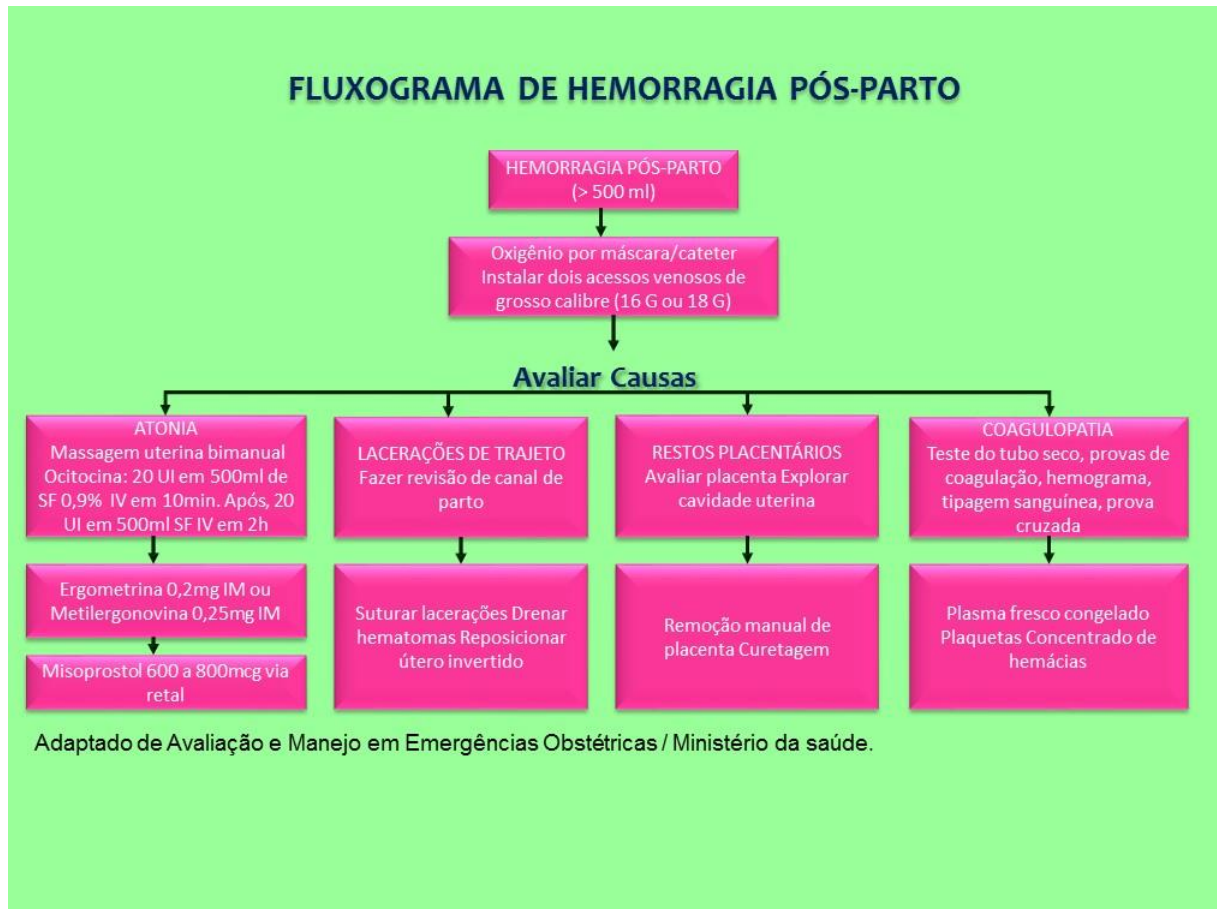 FLUXOGRAMA DE HEMORRAGIA PÓS-PARTO
HEMORRAGIA PÓS-PARTO
(> 500 ml)
Oxigênio por máscara/cateter
Instalar dois acessos venosos de
grosso calibre (16 G ou 18 G)
Avaliar Causas
ATONIA
Massagem uterina bimanual
Ocitocina: 20 UI em 500ml de
SF 0,9% IV em 10min. Após, 20
UI em 500ml SF IV em 2h
Ergometrina 0,2mg IM ou
Metilergonovina 0,25mg IM
Misoprostol 600 a 800mcg via
retal
LACERAÇÕES DE TRAJETO
Fazer revisão de canal de
parto
Suturar lacerações Drenar
hematomas Reposicionar
útero invertido
RESTOS PLACENTÁRIOS
Avaliar placenta Explorar
cavidade uterina
Remoção manual de
placenta Curetagem
COAGULOPATIA
Teste do tubo seco, provas de
coagulação, hemograma,
tipagem sanguínea, prova
cruzada
Plasma fresco congelado
Plaquetas Concentrado de
hemácias
Adaptado de Avaliação e Manejo em Emergências Obstétricas / Ministério da saúde.